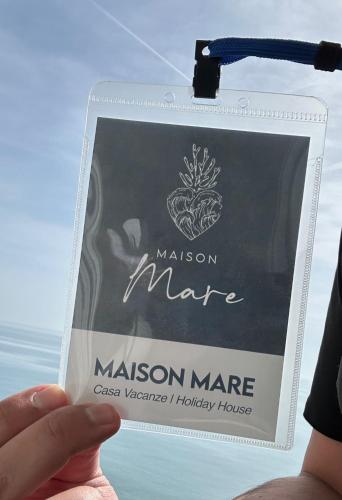 MAISON
Mare
MAISON MARE
Casa Vacanze | Holiday House